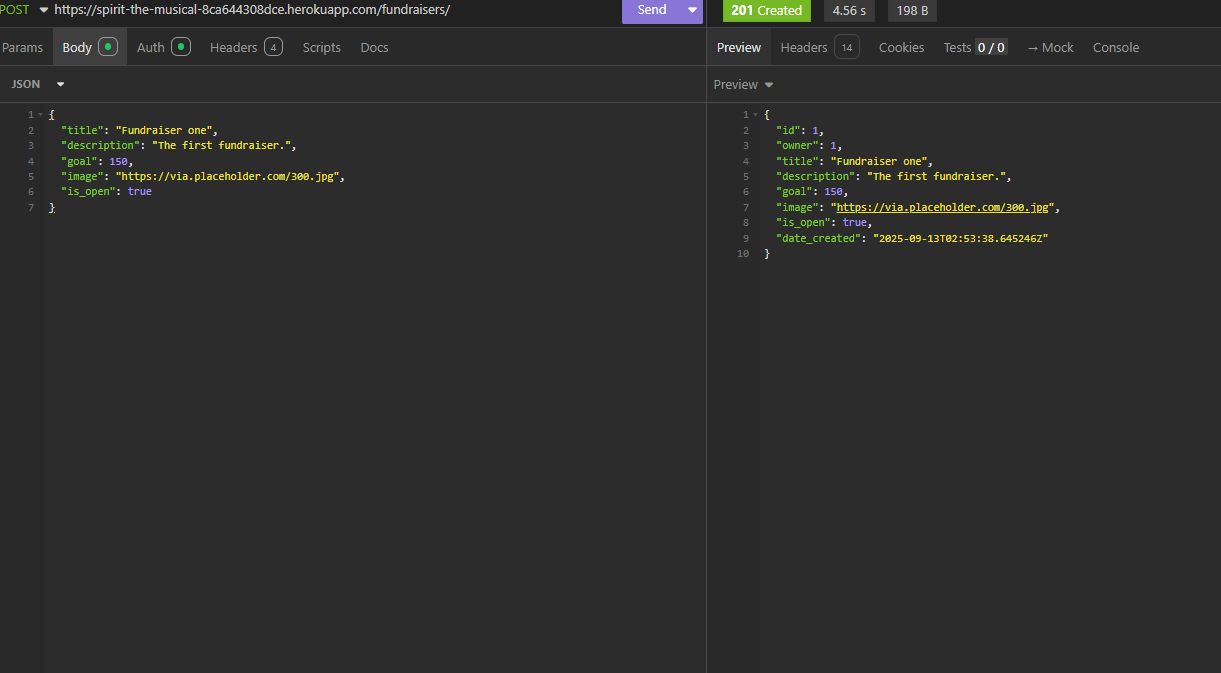 POST https://spirit-the-musical-8ca644308dce.herokuapp.com/fundraisers/ Send
201 Created 4.56 s 198 B
Params Body Auth Headers 4 Scripts Docs
Preview Headers 14 Cookies Tests 0 / 0 → Mock Console
JSON
Preview
1 {
2 "title": "Fundraiser one",
3 "description": "The first fundraiser.",
4 "goal": 150,
5 "image": "https://via.placeholder.com/300.jpg",
6 "is_open": true
7 }
1 {
2 "id": 1,
3 "owner": 1,
4 "title": "Fundraiser one",
5 "description": "The first fundraiser.",
6 "goal": 150,
7 "image": "https://via.placeholder.com/300.jpg",
8 "is_open": true,
9 "date_created": "2025-09-13T02:53:38.645246Z"
10 }